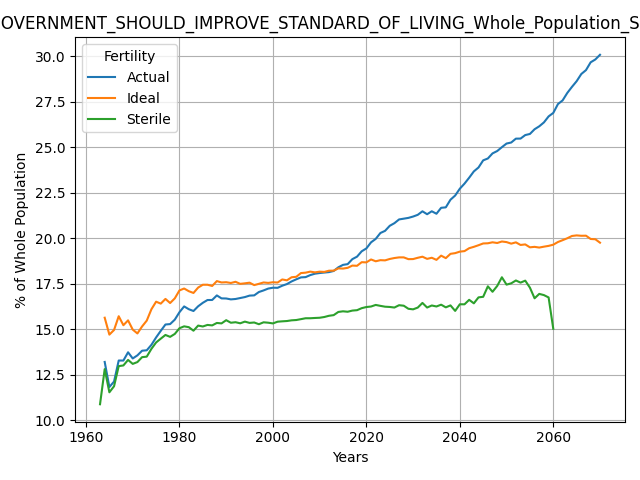 OVERNMENT_SHOULD_IMPROVE_STANDARD_OF_LIVING_Whole_Population_S
Fertility
Actual
Ideal
Sterile
30.0
27.5
25.0
22.5
20.0
17.5
15.0
12.5
10.0
% of Whole Population
1960 1980 2000 2020 2040 2060
Years